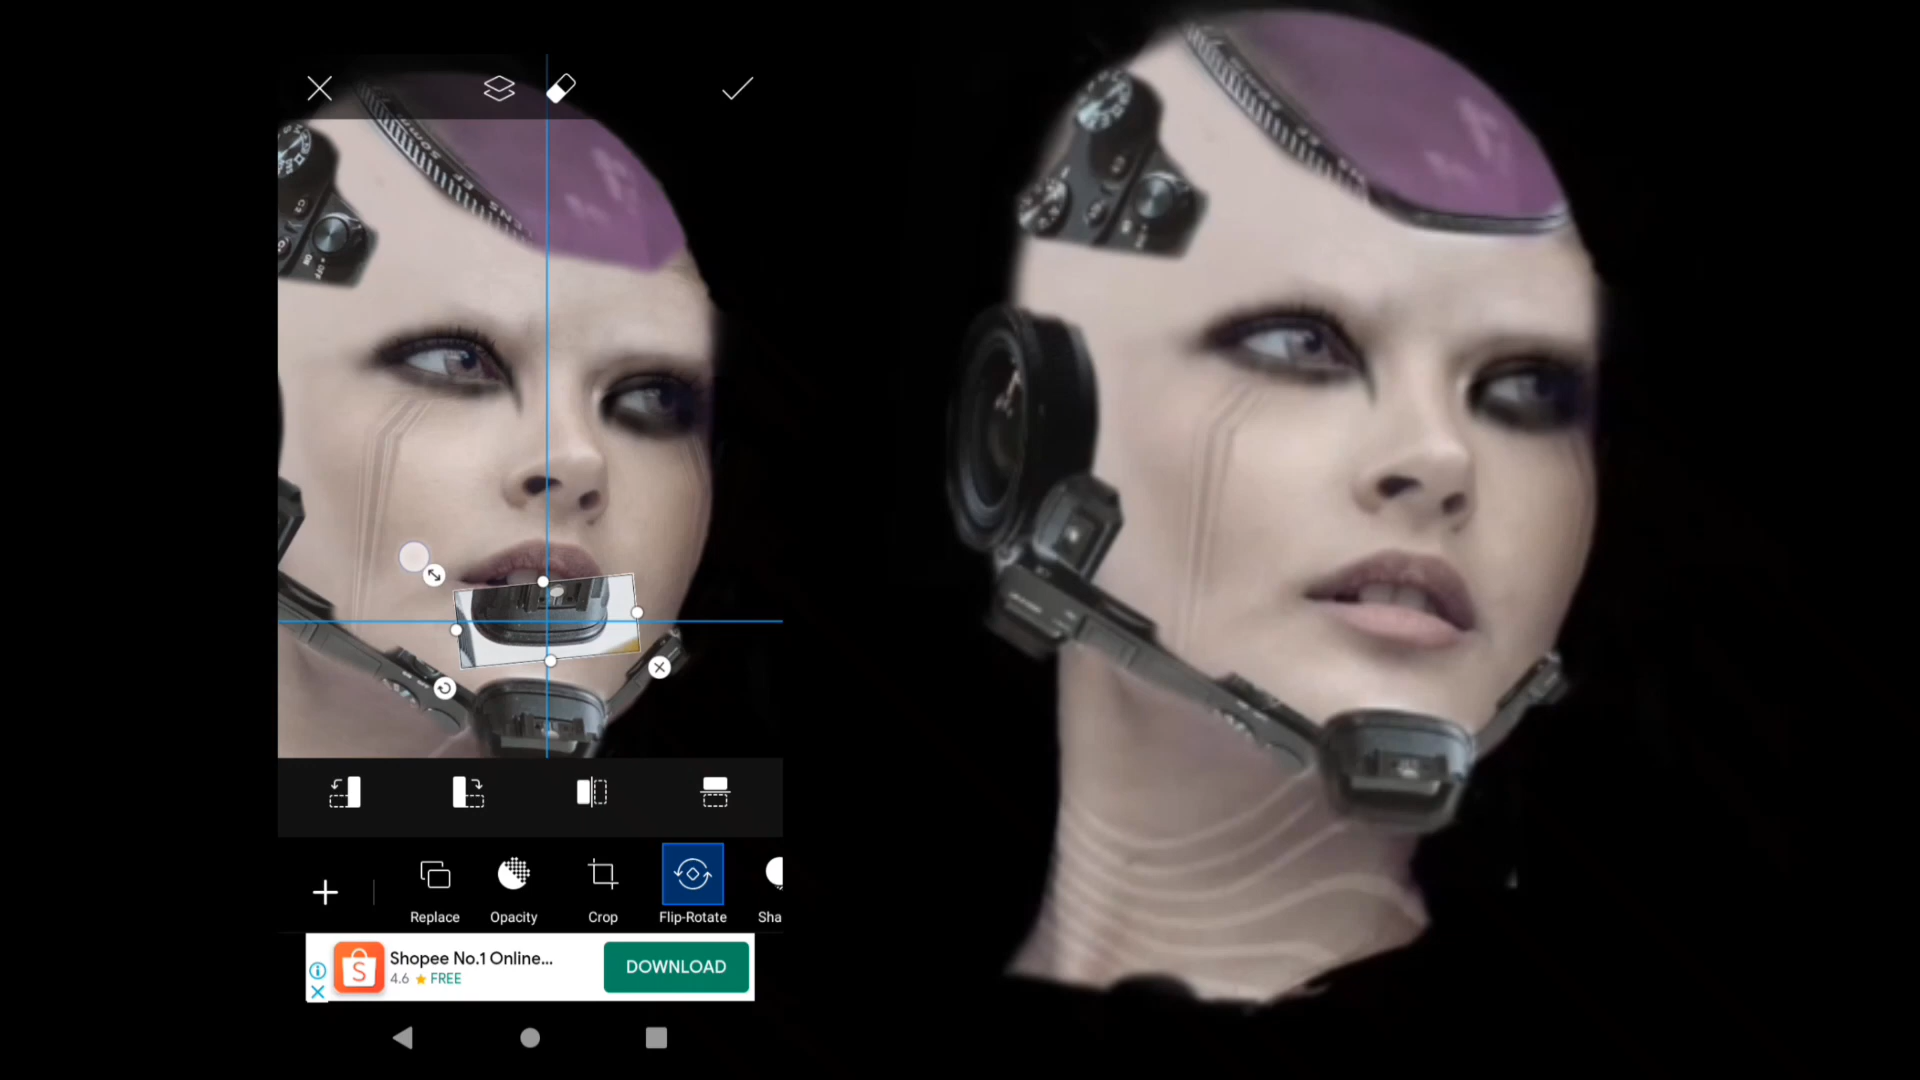 Replace
Opacity
Crop
Flip-Rotate
Sha
Shopee No.1 Online...
4.6 ★ FREE
DOWNLOAD